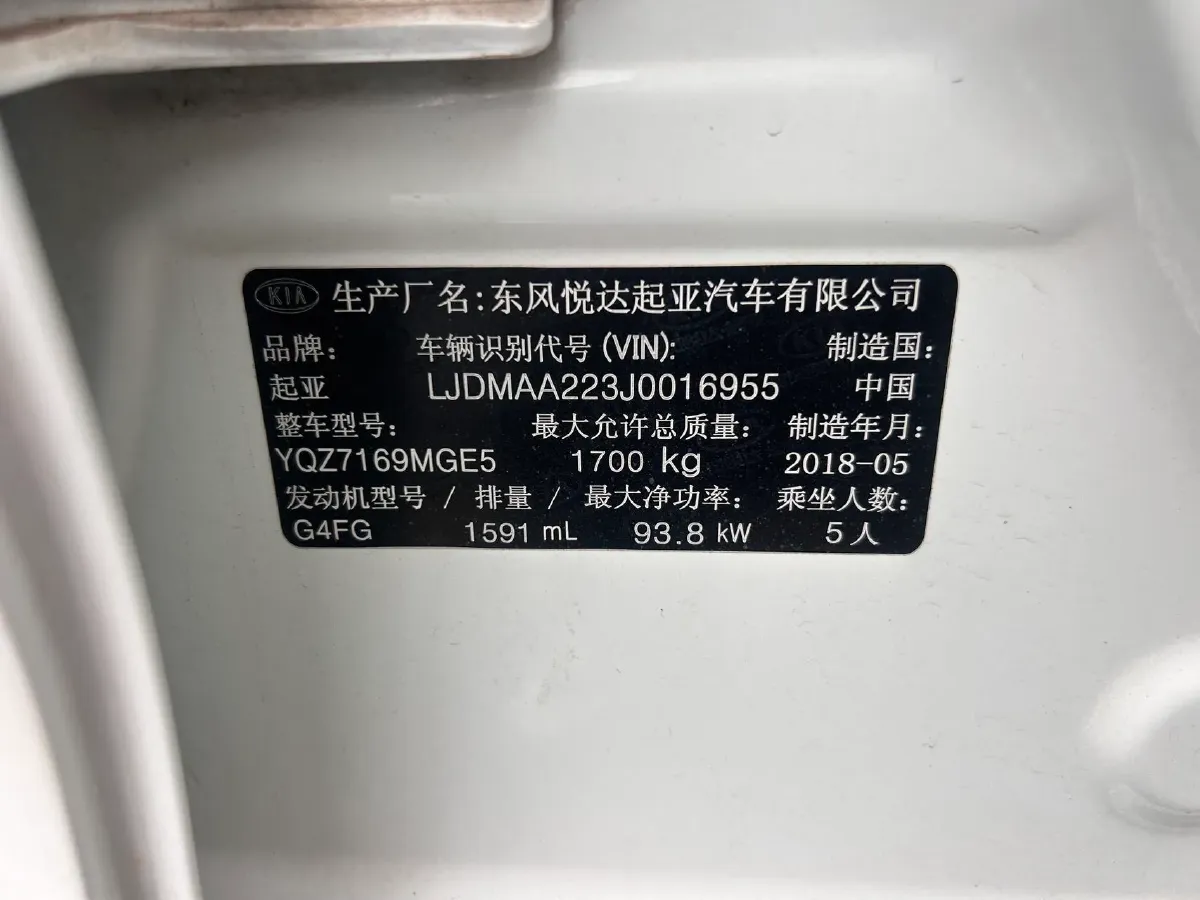 KIA 生产厂名:东风悦达起亚汽车有限公司
品牌: 车辆识别代号(VIN): 制造国:
起亚 LJDMAA223J0016955 中国
整车型号: 最大允许总质量: 制造年月:
YQZ7169MGE5 1700 kg 2018-05
发动机型号 / 排量 / 最大净功率: 乘坐人数:
G4FG 1591 mL 93.8 kW 5人